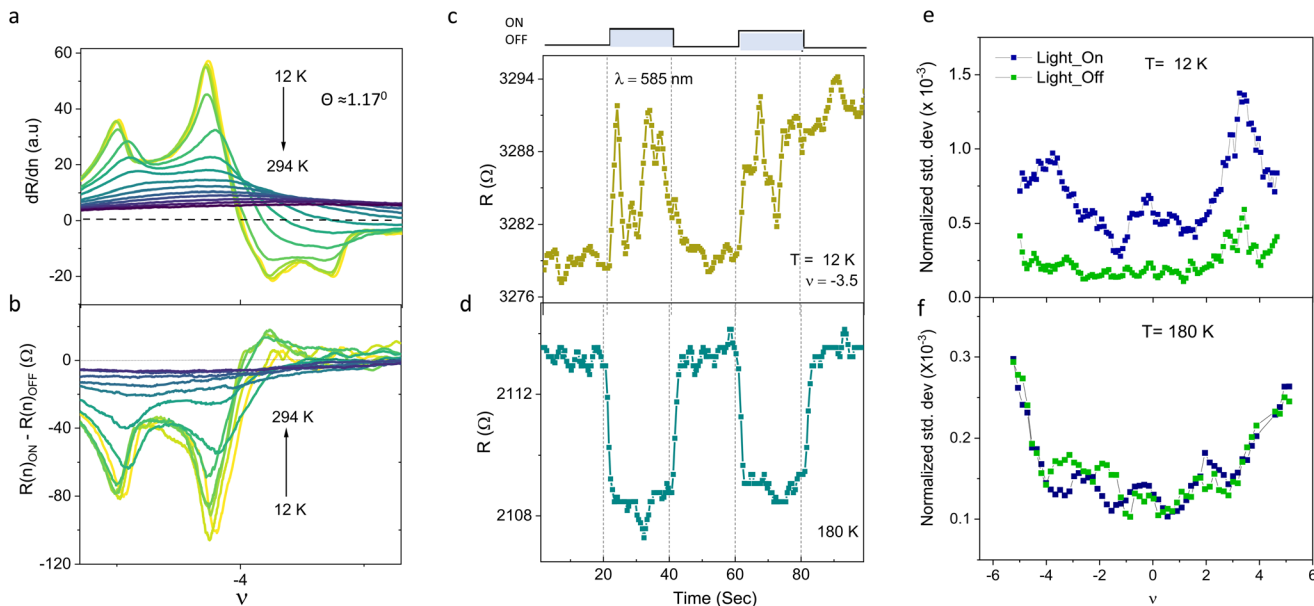 a
dR/dn (a.u)
60
40
20
0
-20
12 K
294 K
Θ ≈1.17⁰
b
R(n)ON - R(n)OFF (Ω)
0
-40
-80
-120
294 K
12 K
-4
ν
c
ON
OFF
R (Ω)
3294
3288
3282
3276
λ = 585 nm
T = 12 K
ν = -3.5
d
R (Ω)
2112
2108
180 K
20
40
60
80
Time (Sec)
e
Normalized std. dev (x 10⁻³)
1.5
1.0
0.5
0.0
Light_On
Light_Off
T= 12 K
f
Normalized std. dev (X10⁻³)
0.3
0.2
0.1
T= 180 K
-6
-4
-2
0
2
4
6
ν